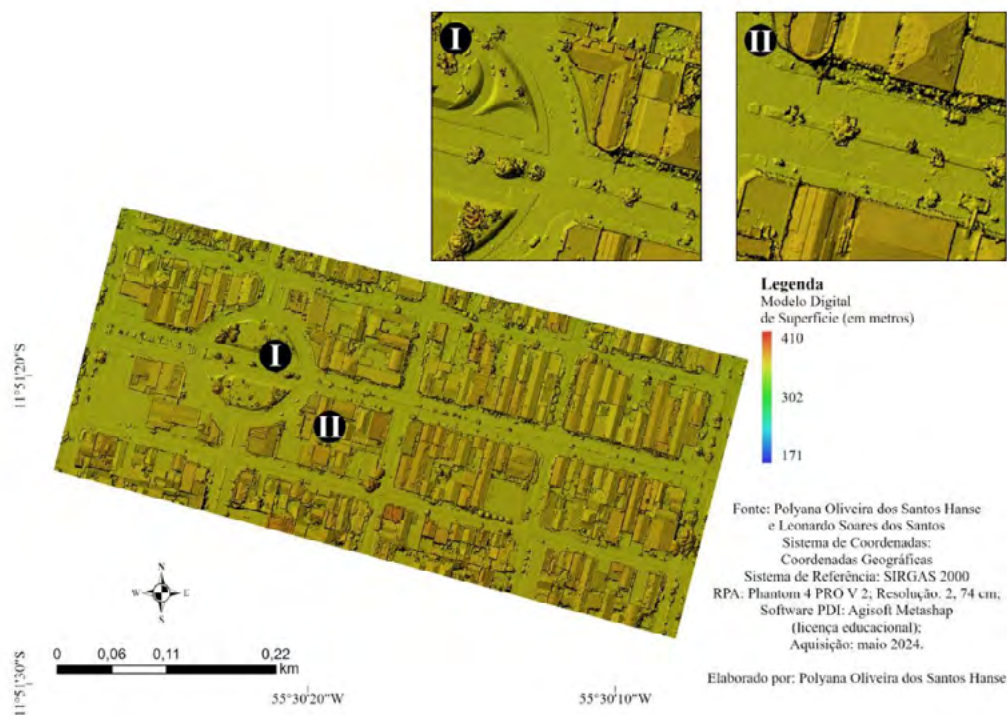 I
II
I
II
Legenda
Modelo Digital
de Superfície (em metros)
410
302
171
11°51'20"S
11°51'30"S
Fonte: Polyana Oliveira dos Santos Hanse
e Leonardo Soares dos Santos
Sistema de Coordenadas:
Coordenadas Geográficas
Sistema de Referência: SIRGAS 2000
RPA: Phantom 4 PRO V 2; Resolução. 2, 74 cm;
Software PDI: Agisoft Metashap
(licença educacional);
Aquisição: maio 2024.
Elaborado por: Polyana Oliveira dos Santos Hanse
N
W E
S
0 0,06 0,11 0,22
km
55°30'20"W
55°30'10"W